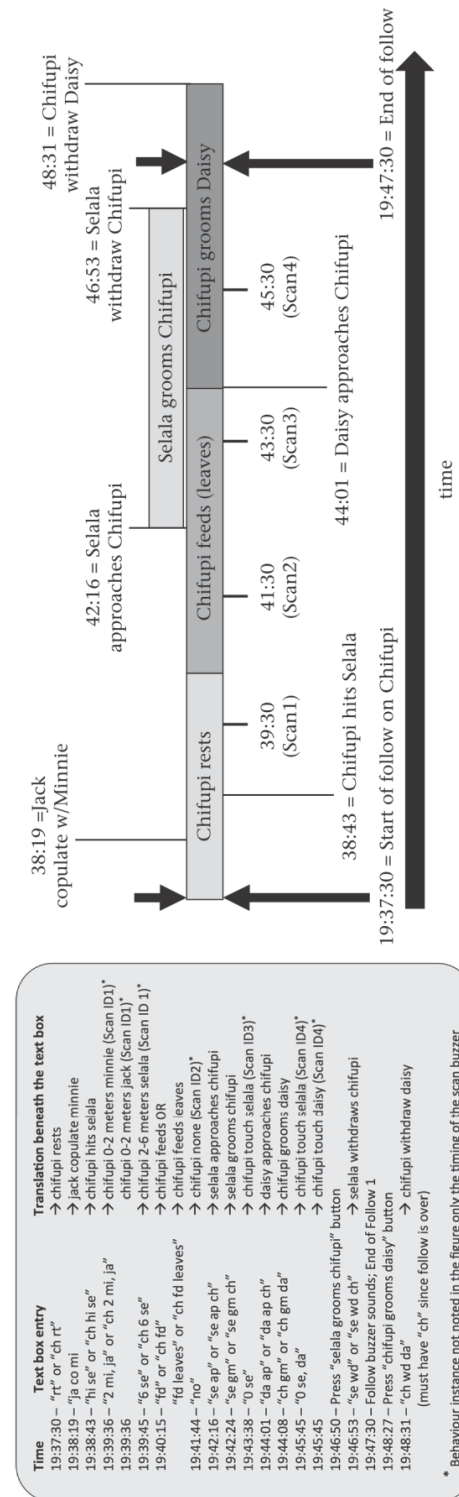 Time Text box entry Translation beneath the text box
19:37:30 – “rt” or “ch rt” → chifupi rests
19:38:19 – “ja co mi → jack copulate minnie
19:38:43 – “hi se” or “ch hi se” → chifupi hits selala
19:39:36 – “2 mi, ja” or “ch 2 mi, ja” → chifupi 0-2 meters minnie (Scan ID1)*
19:39:36 chifupi 0-2 meters jack (Scan ID1)*
19:39:45 – “6 se” or “ch 6 se” → chifupi 2-6 meters selala (Scan ID 1)*
19:40:15 – “fd” or “ch fd” → chifupi feeds OR
“fd leaves” or “ch fd leaves” → chifupi feeds leaves
19:41:44 – “no” → chifupi none (Scan ID2)*
19:42:16 – “se ap” or “se ap ch” → selala approaches chifupi
19:42:24 – “se gm” or “se gm ch” → selala grooms chifupi
19:43:38 – “0 se” → chifupi touch selala (Scan ID3)*
19:44:01 – “da ap” or “da ap ch” → daisy approaches chifupi
19:44:08 – “ch gm” or “ch gm da” → chifupi grooms daisy
19:45:45 – “0 se, da” → chifupi touch selala (Scan ID4)*
19:45:45 → chifupi touch daisy (Scan ID4)*
19:46:50 – Press “selala grooms chifupi” button
19:46:53 – “se wd” or “se wd ch” → selala withdraws chifupi
19:47:30 – Follow buzzer sounds; End of Follow 1
19:48:27 – Press “chifupi grooms daisy” button
19:48:31 – “ch wd da” → chifupi withdraw daisy
(must have “ch” since follow is over)
* Behaviour instance not noted in the figure only the timing of the scan buzzer
38:19 =Jack
copulate w/Minnie
42:16 = Selala
approaches Chifupi
46:53 = Selala
withdraw Chifupi
48:31 = Chifupi
withdraw Daisy
Selala grooms Chifupi
Chifupi rests
Chifupi feeds (leaves)
Chifupi grooms Daisy
39:30
(Scan1)
41:30
(Scan2)
43:30
(Scan3)
45:30
(Scan4)
38:43 = Chifupi hits Selala
44:01 = Daisy approaches Chifupi
19:37:30 = Start of follow on Chifupi
19:47:30 = End of follow
time